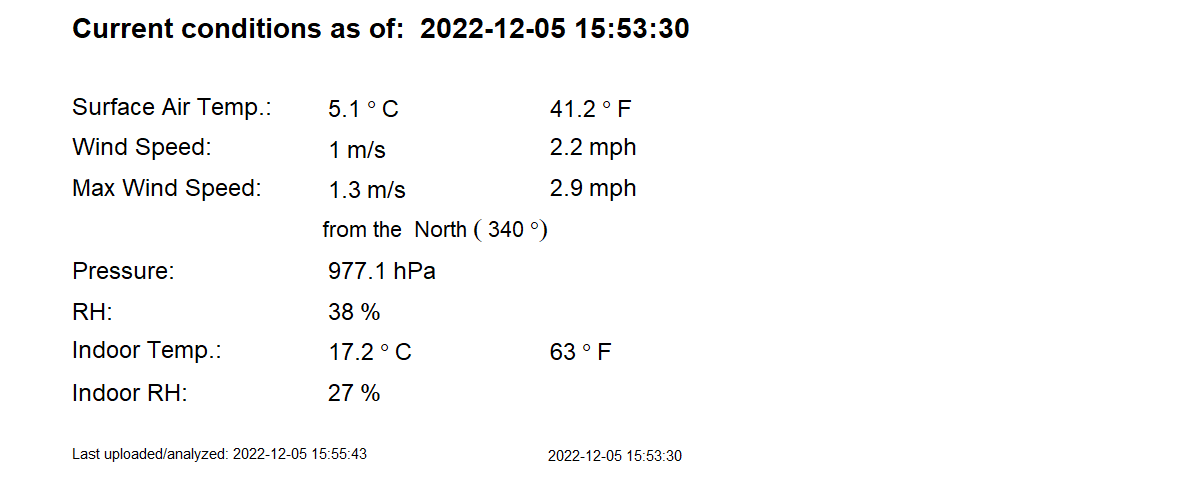 Current conditions as of:  2022-12-05 15:53:30
Surface Air Temp.: 5.1 ° C 41.2 ° F
Wind Speed: 1 m/s 2.2 mph
Max Wind Speed: 1.3 m/s 2.9 mph
from the  North ( 340 °)
Pressure: 977.1 hPa
RH: 38 %
Indoor Temp.: 17.2 ° C 63 ° F
Indoor RH: 27 %
Last uploaded/analyzed: 2022-12-05 15:55:43 2022-12-05 15:53:30